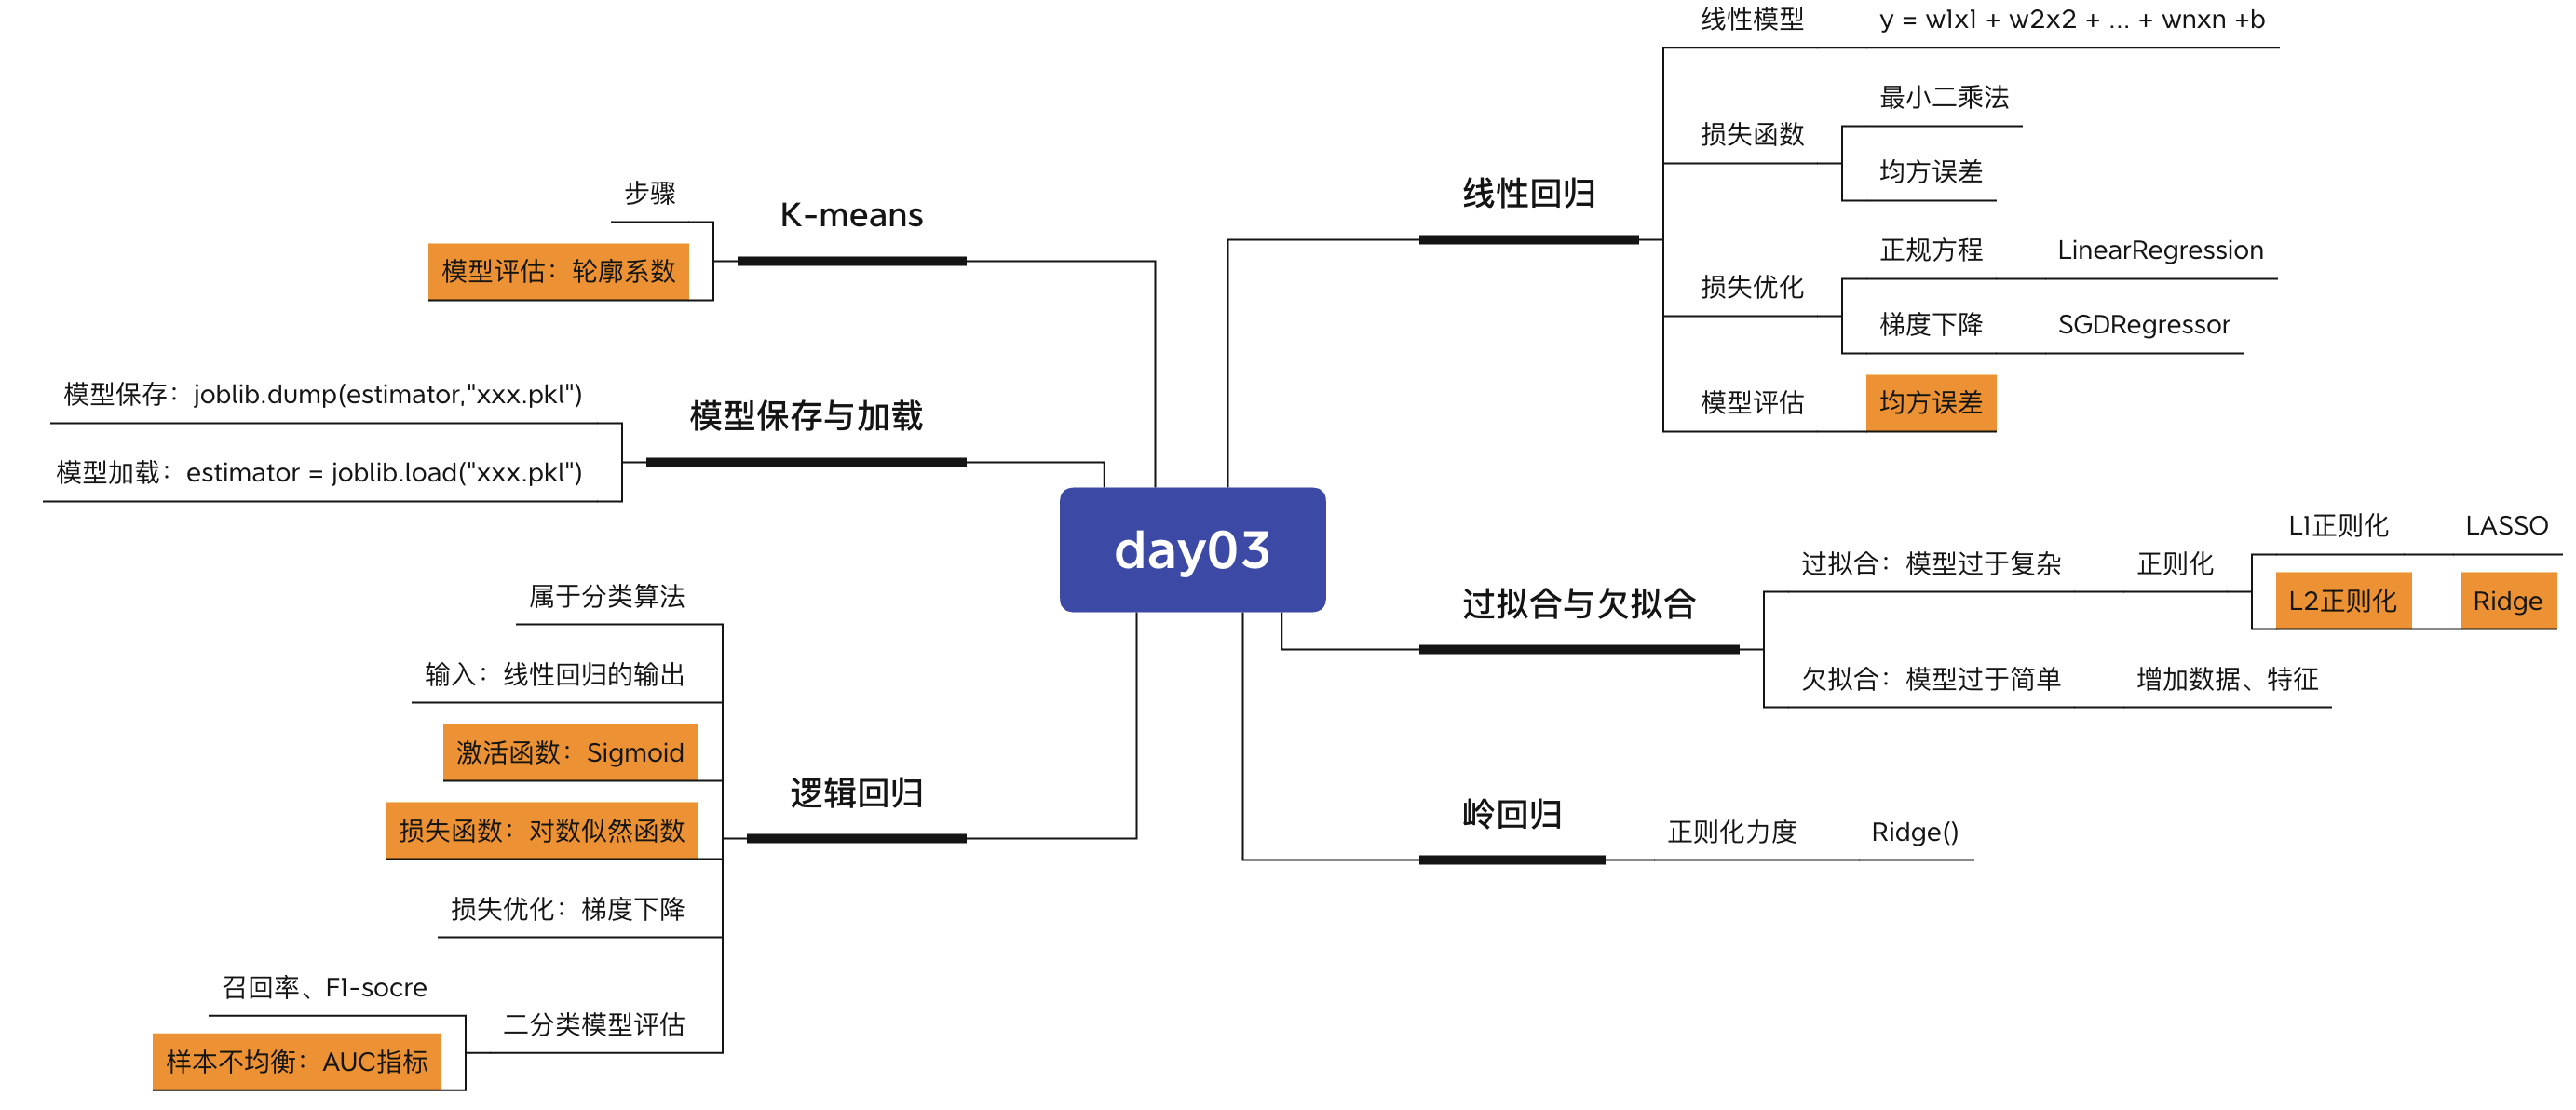 day03
线性回归
线性模型
y = w1x1 + w2x2 + ... + wnxn +b
损失函数
最小二乘法
均方误差
损失优化
正规方程
LinearRegression
梯度下降
SGDRegressor
模型评估
均方误差
过拟合与欠拟合
过拟合：模型过于复杂
正则化
L1正则化
LASSO
L2正则化
Ridge
欠拟合：模型过于简单
增加数据、特征
岭回归
正则化力度
Ridge()
K-means
步骤
模型评估：轮廓系数
模型保存与加载
模型保存：joblib.dump(estimator,"xxx.pkl")
模型加载：estimator = joblib.load("xxx.pkl")
逻辑回归
属于分类算法
输入：线性回归的输出
激活函数：Sigmoid
损失函数：对数似然函数
损失优化：梯度下降
二分类模型评估
召回率、F1-socre
样本不均衡：AUC指标